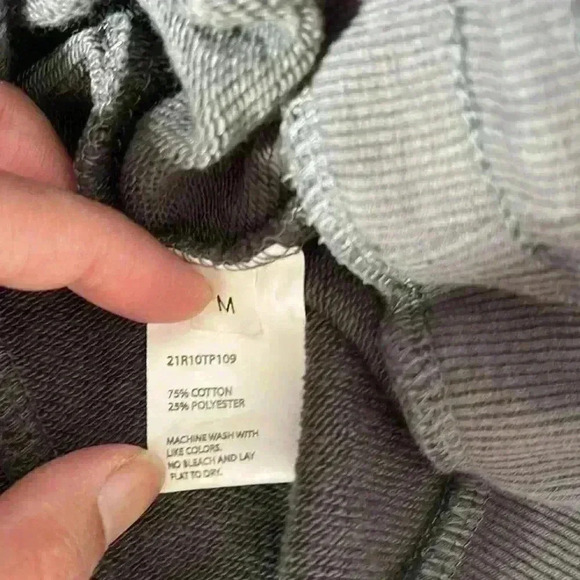 M
21R10TP109
75% COTTON
25% POLYESTER
MACHINE WASH WITH
LIKE COLORS.
NO BLEACH AND LAY
FLAT TO DRY.